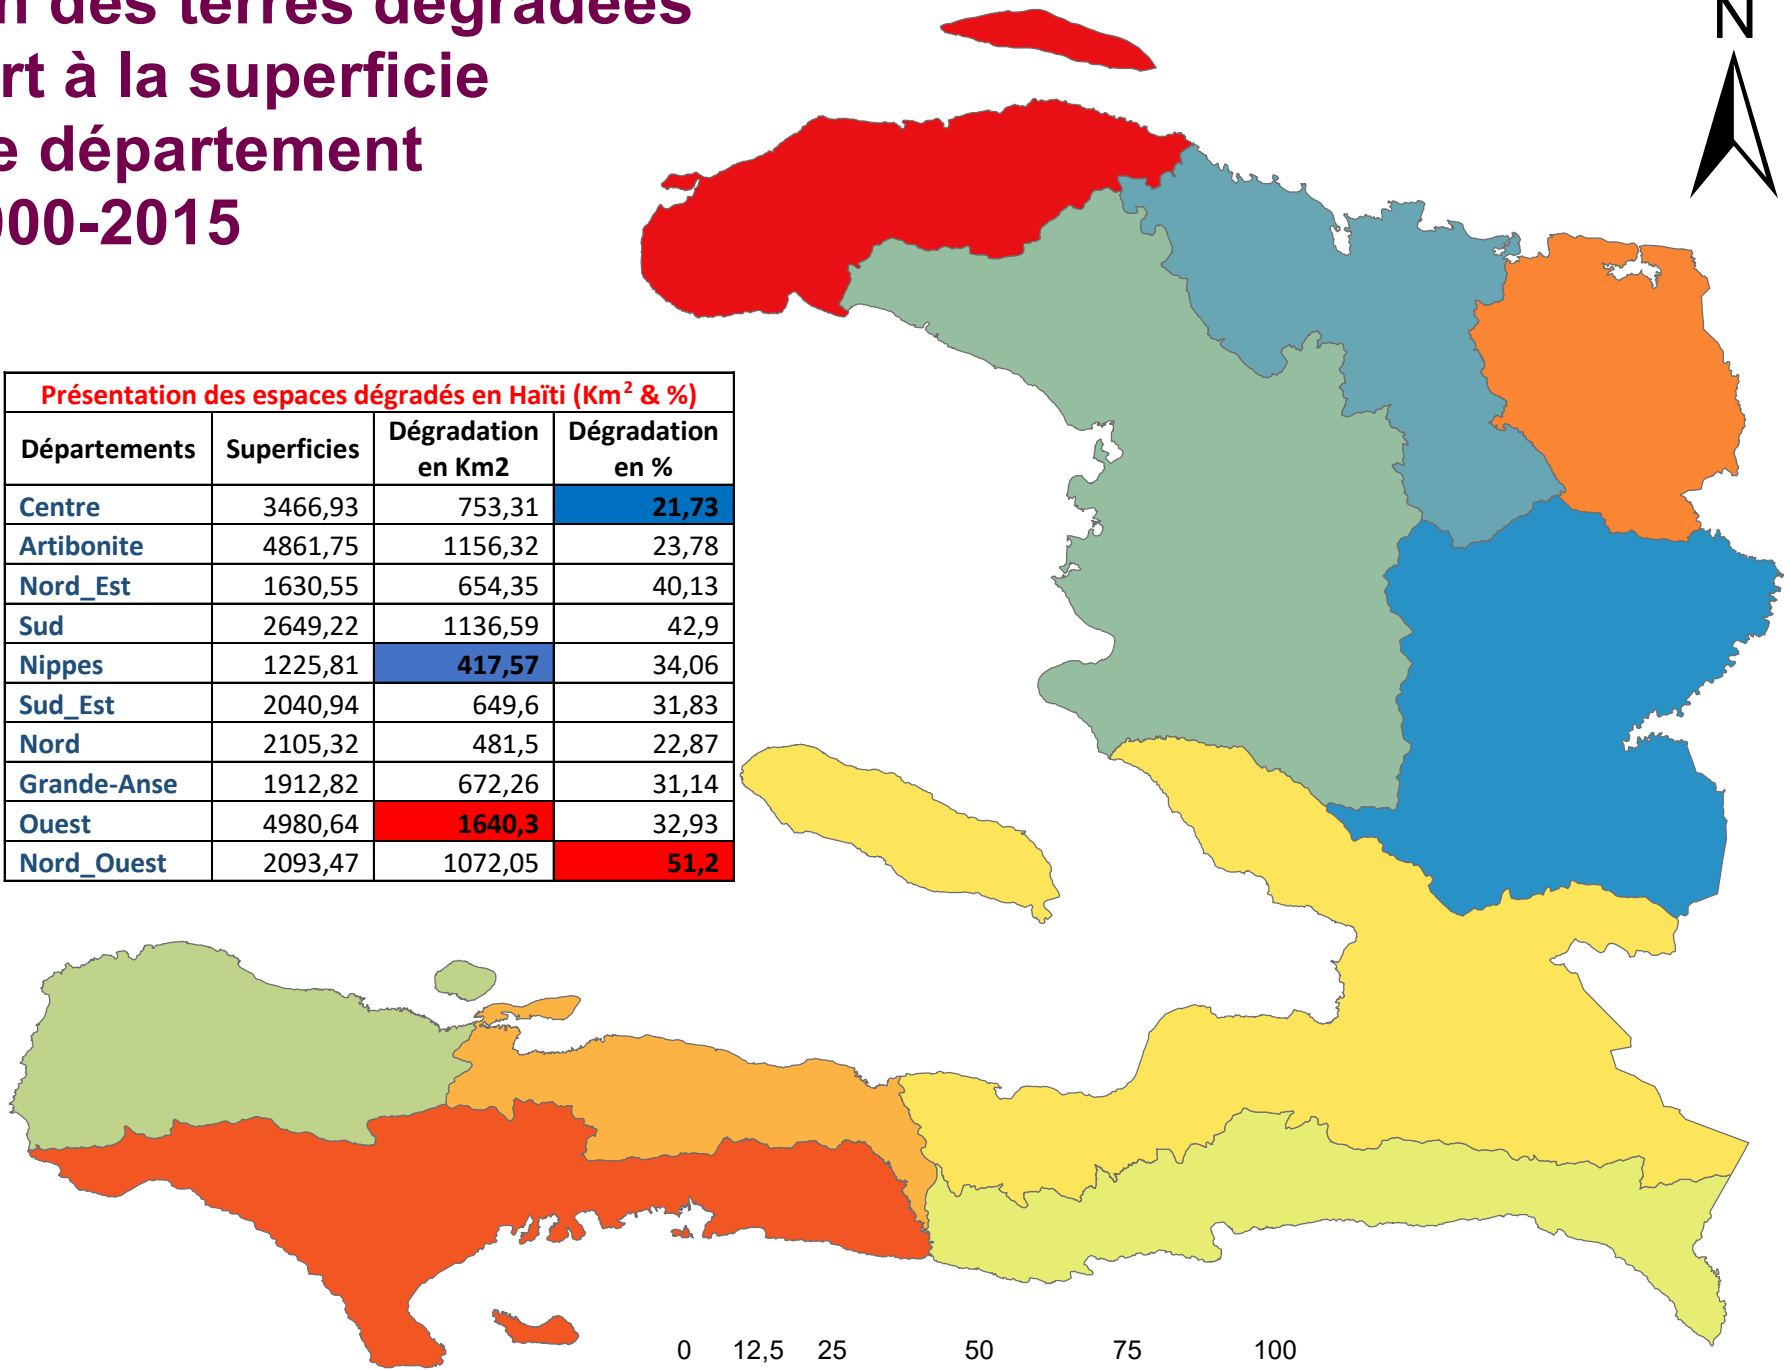 des terres dégradées
à la superficie
département
-2015
N
Présentation des espaces dégradés en Haïti (Km² & %)
Départements Superficies Dégradation en Km2 Dégradation en %
Centre 3466,93 753,31 21,73
Artibonite 4861,75 1156,32 23,78
Nord_Est 1630,55 654,35 40,13
Sud 2649,22 1136,59 42,9
Nippes 1225,81 417,57 34,06
Sud_Est 2040,94 649,6 31,83
Nord 2105,32 481,5 22,87
Grande-Anse 1912,82 672,26 31,14
Ouest 4980,64 1640,3 32,93
Nord_Ouest 2093,47 1072,05 51,2
0 12,5 25 50 75 100